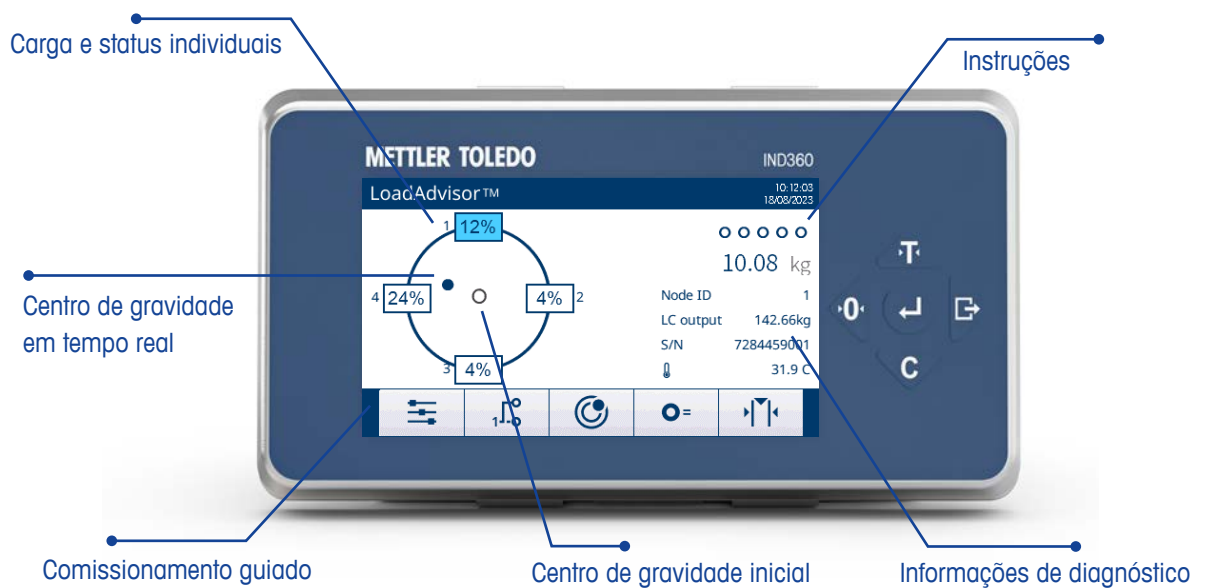 Carga e status individuais
Instruções
METTLER TOLEDO
IND360
LoadAdvisor™
10:12:03
18/08/2023
1 12%
10.08 kg
4 24%
4% 2
3 4%
Node ID 1
LC output 142.66kg
S/N 7284459001
31.9 C
1
=
T
0
C
Centro de gravidade
em tempo real
Comissionamento guiado
Centro de gravidade inicial
Informações de diagnóstico